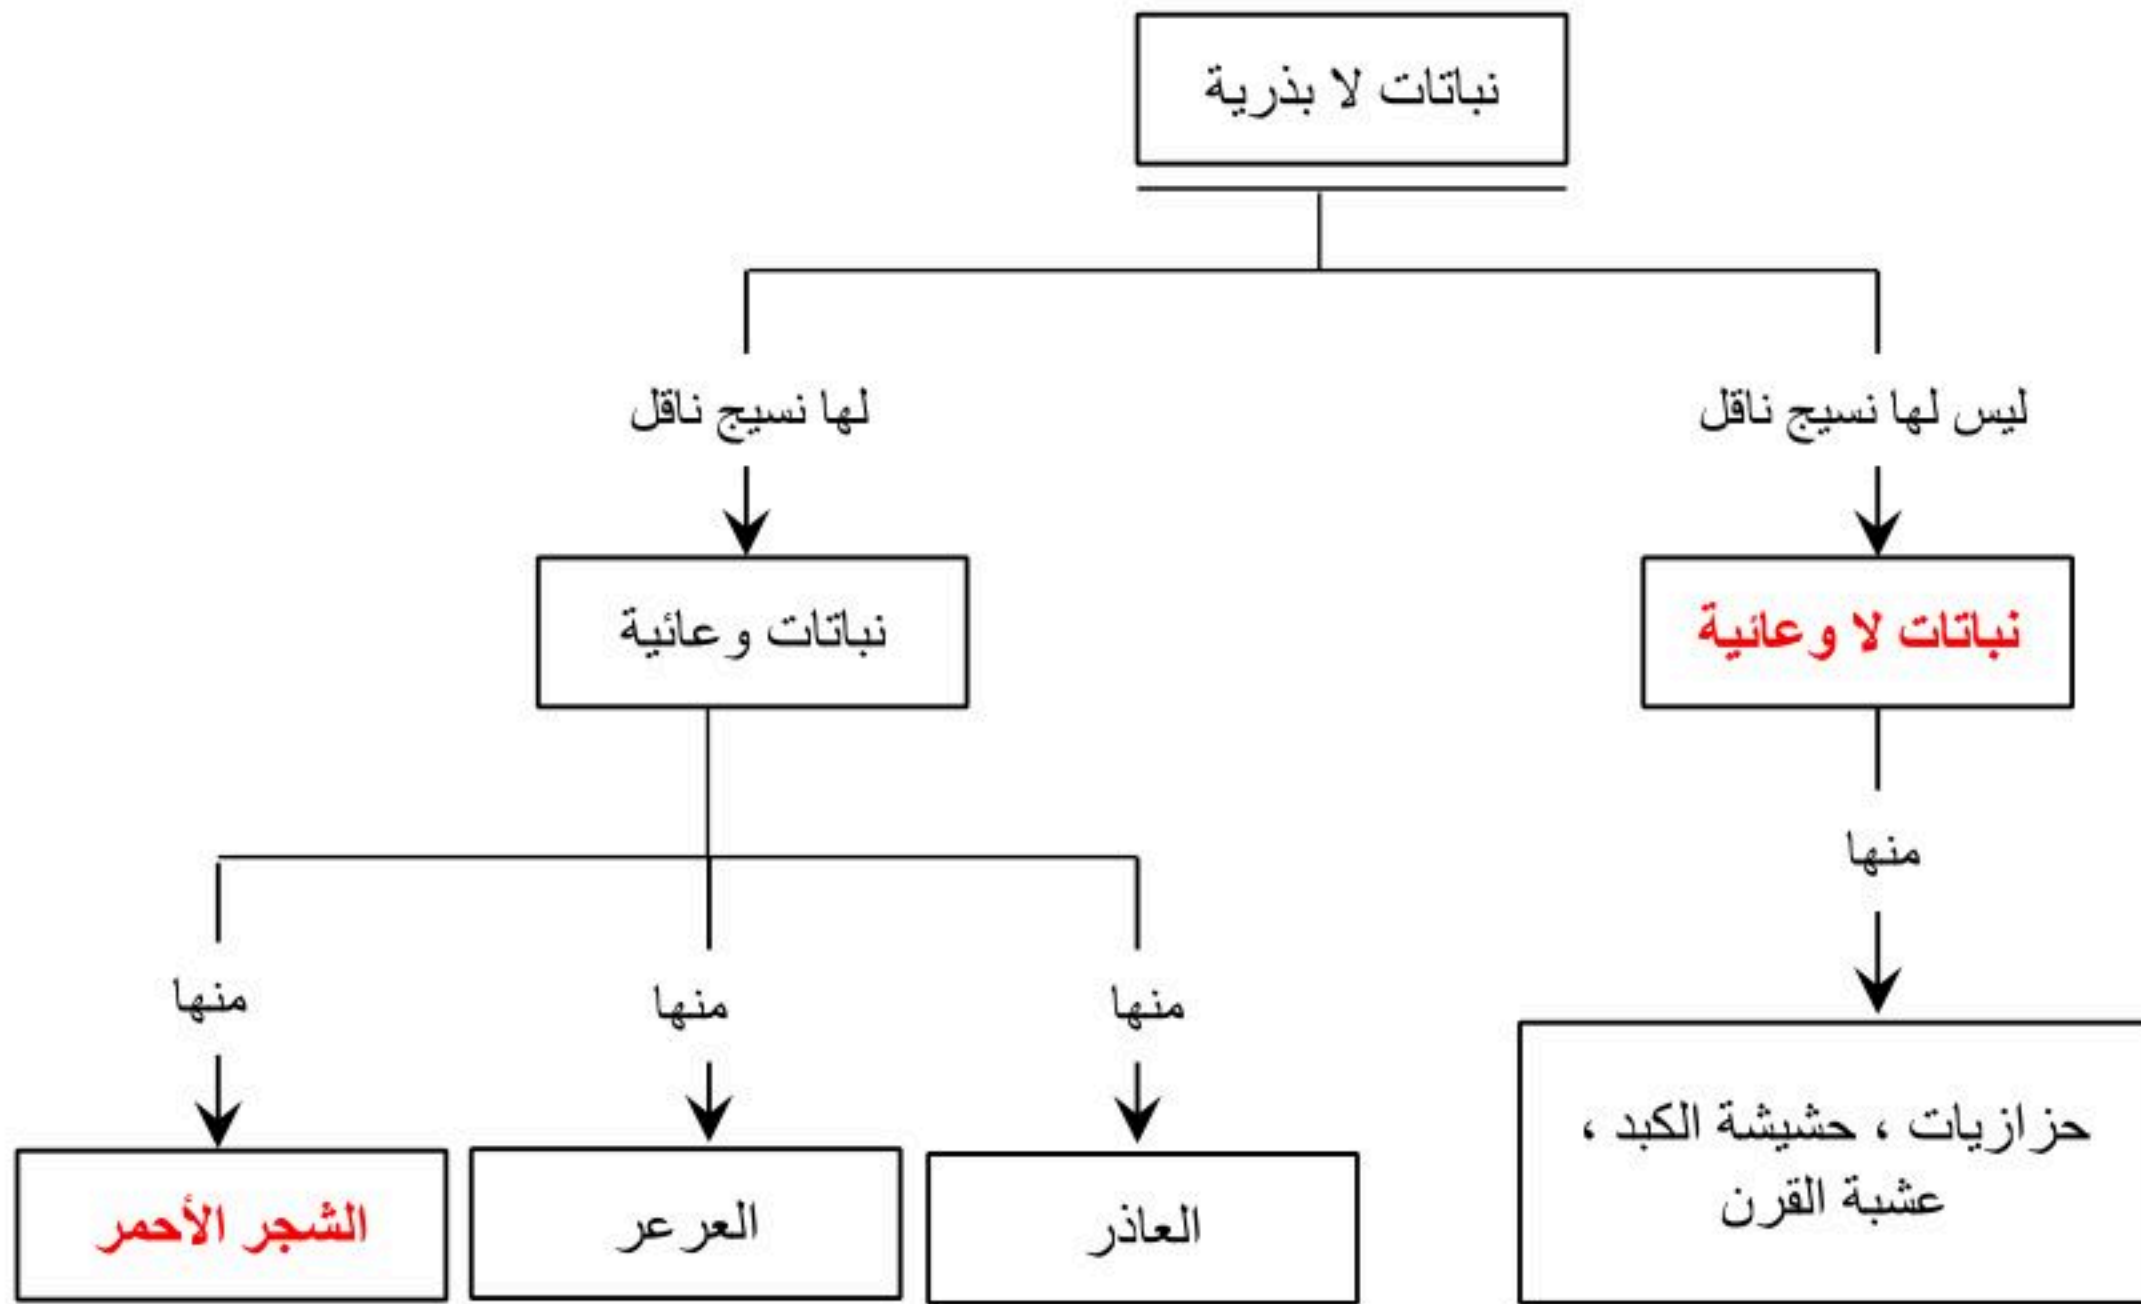 نباتات لا بذرية
ليس لها نسيج ناقل
لها نسيج ناقل
نباتات لا وعائية
نباتات وعائية
منها
منها
منها
منها
حزازيات ، حشيشة الكبد ،
عشبة القرن
العاذر
العرعر
الشجر الأحمر